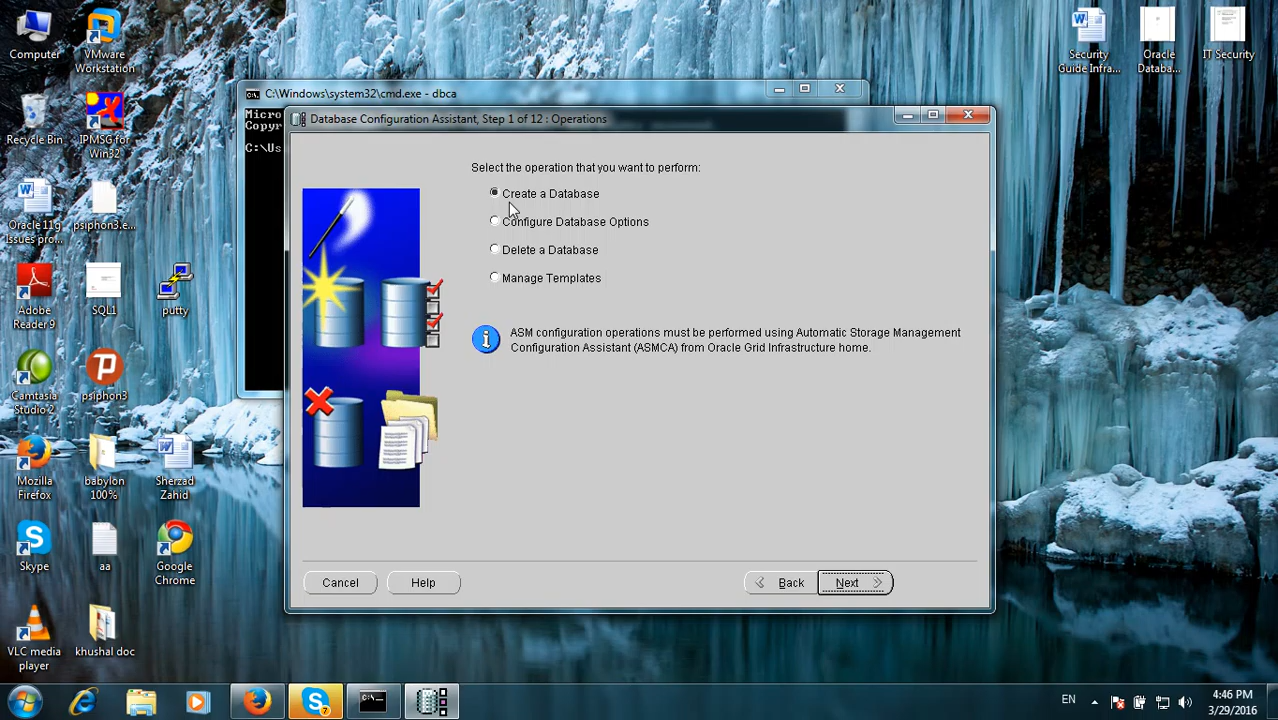 Computer
VMware
Workstation
Recycle Bin
IPMSG for
Win32
Oracle 11g
Issues pro...
psiphon3.e...
Adobe
Reader 9
SQL1
putty
Camtasia
Studio 2
psiphon3
Mozilla
Firefox
babylon
100%
Sherzad
Zahid
Skype
aa
Google
Chrome
VLC media
player
khushal doc
Security
Guide Infra...
Oracle
Databa...
IT Security
C:\Windows\system32\cmd.exe - dbca
Micro
Copyr
C:\Us
Database Configuration Assistant, Step 1 of 12 : Operations
Select the operation that you want to perform:
Create a Database
Configure Database Options
Delete a Database
Manage Templates
ASM configuration operations must be performed using Automatic Storage Management
Configuration Assistant (ASMCA) from Oracle Grid Infrastructure home.
Cancel
Help
Back
Next
7
EN
4:46 PM
3/29/2016